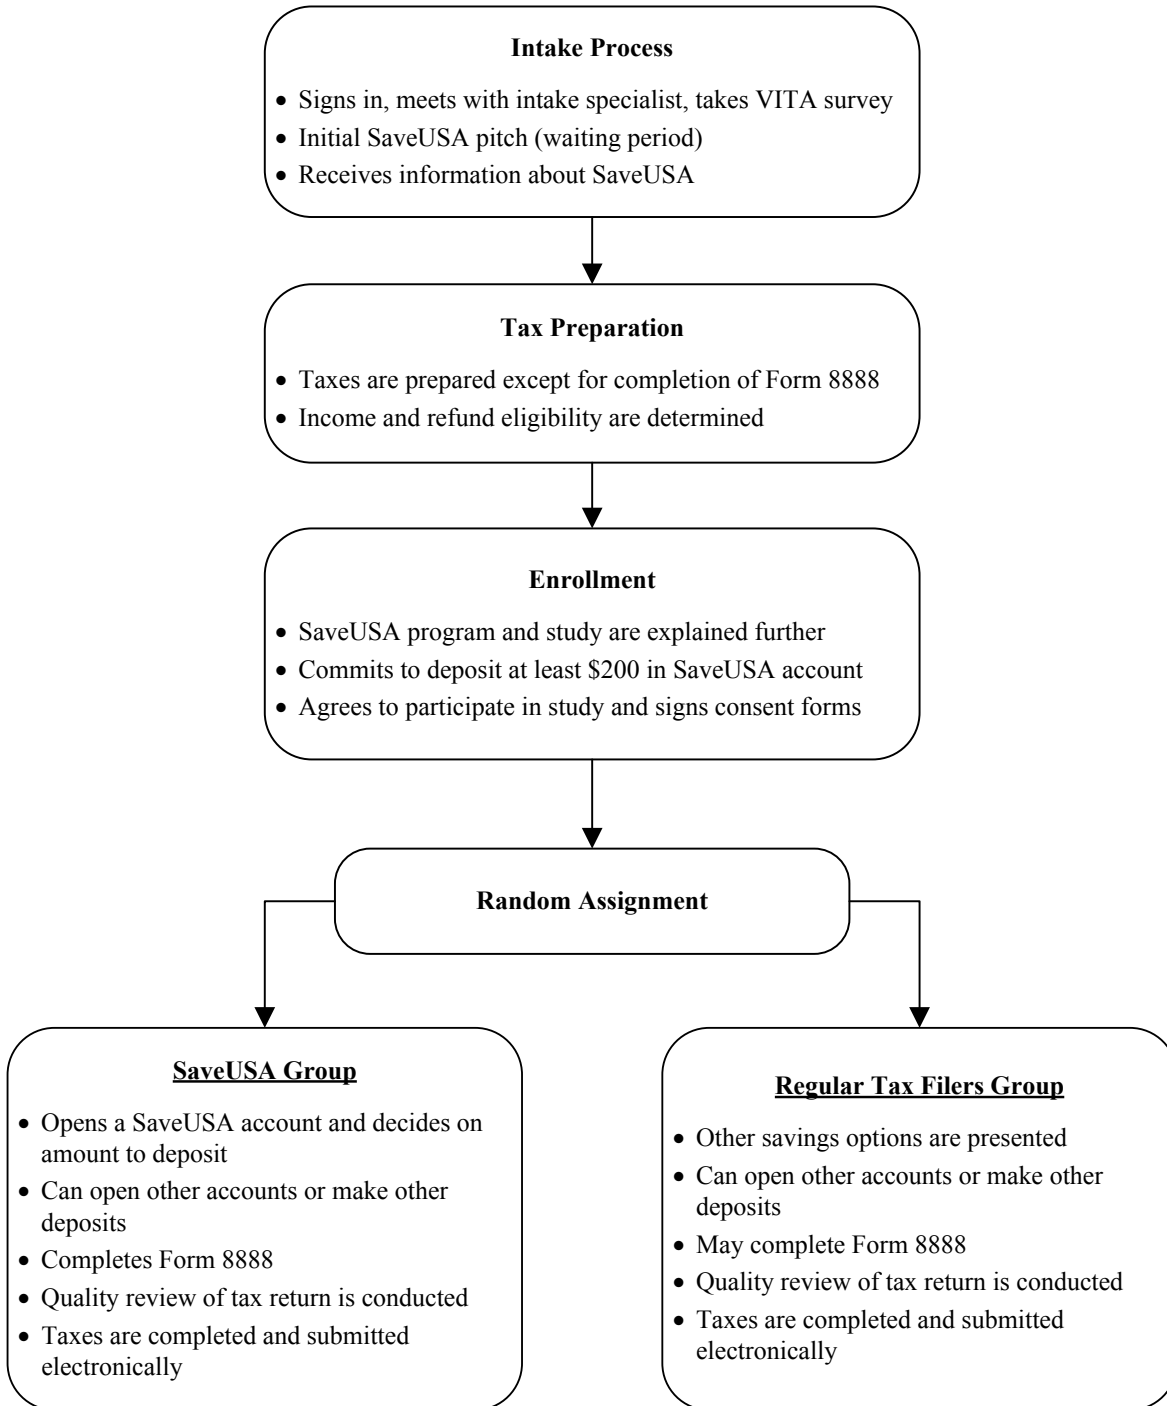 Intake Process
• Signs in, meets with intake specialist, takes VITA survey
• Initial SaveUSA pitch (waiting period)
• Receives information about SaveUSA
Tax Preparation
• Taxes are prepared except for completion of Form 8888
• Income and refund eligibility are determined
Enrollment
• SaveUSA program and study are explained further
• Commits to deposit at least $200 in SaveUSA account
• Agrees to participate in study and signs consent forms
Random Assignment
SaveUSA Group
• Opens a SaveUSA account and decides on
amount to deposit
• Can open other accounts or make other
deposits
• Completes Form 8888
• Quality review of tax return is conducted
• Taxes are completed and submitted
electronically
Regular Tax Filers Group
• Other savings options are presented
• Can open other accounts or make other
deposits
• May complete Form 8888
• Quality review of tax return is conducted
• Taxes are completed and submitted
electronically